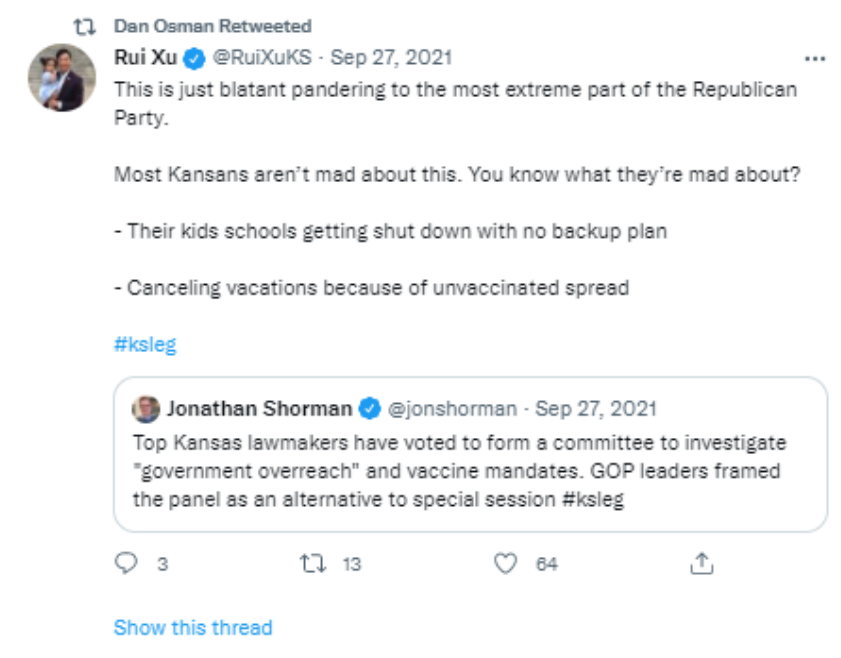 Dan Osman Retweeted
Rui Xu @RuiXuKS · Sep 27, 2021
This is just blatant pandering to the most extreme part of the Republican
Party.
Most Kansans aren't mad about this. You know what they're mad about?
- Their kids schools getting shut down with no backup plan
- Canceling vacations because of unvaccinated spread
#ksleg
Jonathan Shorman @jonshorman · Sep 27, 2021
Top Kansas lawmakers have voted to form a committee to investigate
"government overreach" and vaccine mandates. GOP leaders framed
the panel as an alternative to special session #ksleg
3 13 64
Show this thread